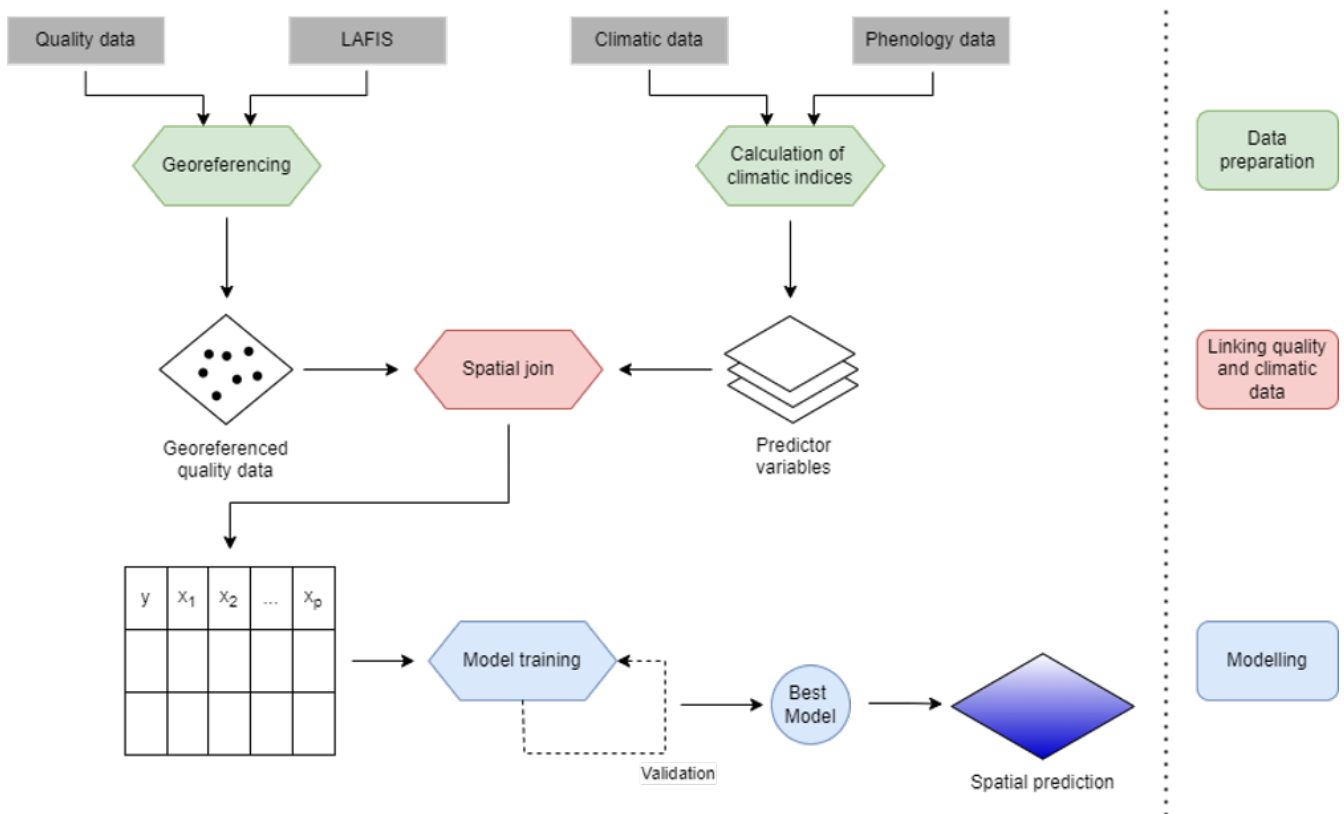 Quality data
LAFIS
Climatic data
Phenology data
Georeferencing
Calculation of
climatic indices
Data
preparation
Spatial join
Linking quality
and climatic
data
Georeferenced
quality data
Predictor
variables
y x₁ x₂ ... xₚ
Model training
Best
Model
Modelling
Validation
Spatial prediction